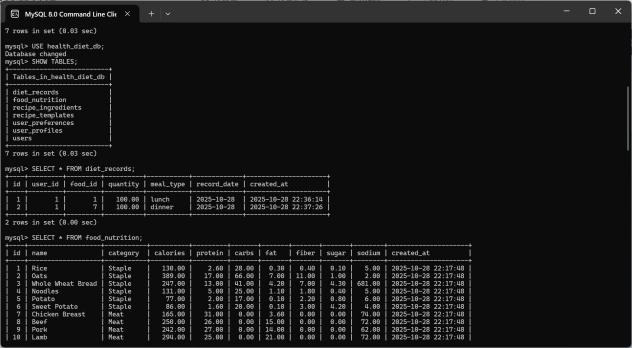 MySQL 8.0 Command Line Clie
7 rows in set (0.03 sec)
mysql> USE health_diet_db;
Database changed
mysql> SHOW TABLES;
+--------------------------+
| Tables_in_health_diet_db |
+--------------------------+
| diet_records |
| food_nutrition |
| recipe_ingredients |
| recipe_templates |
| user_preferences |
| user_profiles |
| users |
+--------------------------+
7 rows in set (0.03 sec)
mysql> SELECT * FROM diet_records;
+----+---------+---------+----------+-----------+-------------+---------------------+
| id | user_id | food_id | quantity | meal_type | record_date | created_at |
+----+---------+---------+----------+-----------+-------------+---------------------+
| 1 | 1 | 1 | 100.00 | lunch | 2025-10-28 | 2025-10-28 22:36:14 |
| 2 | 1 | 7 | 100.00 | dinner | 2025-10-28 | 2025-10-28 22:37:26 |
+----+---------+---------+----------+-----------+-------------+---------------------+
2 rows in set (0.00 sec)
mysql> SELECT * FROM food_nutrition;
+----+-------------------+----------+----------+---------+-------+-------+-------+-------+--------+---------------------+
| id | name | category | calories | protein | carbs | fat | fiber | sugar | sodium | created_at |
+----+-------------------+----------+----------+---------+-------+-------+-------+-------+--------+---------------------+
| 1 | Rice | Staple | 130.00 | 2.60 | 28.00 | 0.30 | 0.40 | 0.10 | 5.00 | 2025-10-28 22:17:48 |
| 2 | Oats | Staple | 389.00 | 17.00 | 66.00 | 7.00 | 11.00 | 1.00 | 2.00 | 2025-10-28 22:17:48 |
| 3 | Whole Wheat Bread | Staple | 247.00 | 13.00 | 41.00 | 4.20 | 7.00 | 4.30 | 681.00 | 2025-10-28 22:17:48 |
| 4 | Noodles | Staple | 131.00 | 5.00 | 25.00 | 1.10 | 1.80 | 0.40 | 5.00 | 2025-10-28 22:17:48 |
| 5 | Potato | Staple | 77.00 | 2.00 | 17.00 | 0.10 | 2.20 | 0.80 | 6.00 | 2025-10-28 22:17:48 |
| 6 | Sweet Potato | Staple | 86.00 | 1.60 | 20.00 | 0.10 | 3.00 | 4.20 | 4.00 | 2025-10-28 22:17:48 |
| 7 | Chicken Breast | Meat | 165.00 | 31.00 | 0.00 | 3.60 | 0.00 | 0.00 | 74.00 | 2025-10-28 22:17:48 |
| 8 | Beef | Meat | 250.00 | 26.00 | 0.00 | 15.00 | 0.00 | 0.00 | 72.00 | 2025-10-28 22:17:48 |
| 9 | Pork | Meat | 242.00 | 27.00 | 0.00 | 14.00 | 0.00 | 0.00 | 62.00 | 2025-10-28 22:17:48 |
| 10 | Lamb | Meat | 294.00 | 25.00 | 0.00 | 21.00 | 0.00 | 0.00 | 72.00 | 2025-10-28 22:17:48 |